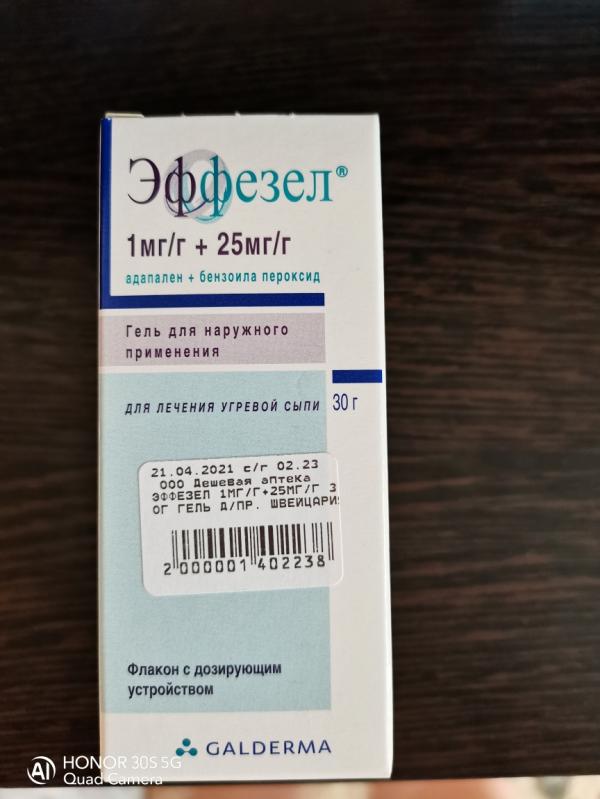 Эффезел®
1мг/г + 25мг/г
адапален + бензоила пероксид
Гель для наружного
применения
ДЛЯ ЛЕЧЕНИЯ УГРЕВОЙ СЫПИ 30 г
21.04.2021 с/г 02.23
ООО Дешевая аптека
ЭФФЕЗЕЛ 1МГ/Г+25МГ/Г 3
0Г ГЕЛЬ Д/ПР. ШВЕЙЦАРИЯ
2 000001 402238
Флакон с дозирующим
устройством
GALDERMA
AI HONOR 30S 5G
Quad Camera